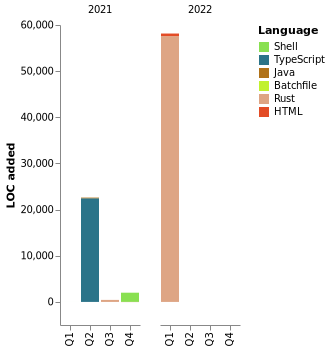 2021
2022
60,000
50,000
40,000
30,000
20,000
10,000
0
LOC added
Q1
Q2
Q3
Q4
Q1
Q2
Q3
Q4
Language
Shell
TypeScript
Java
Batchfile
Rust
HTML